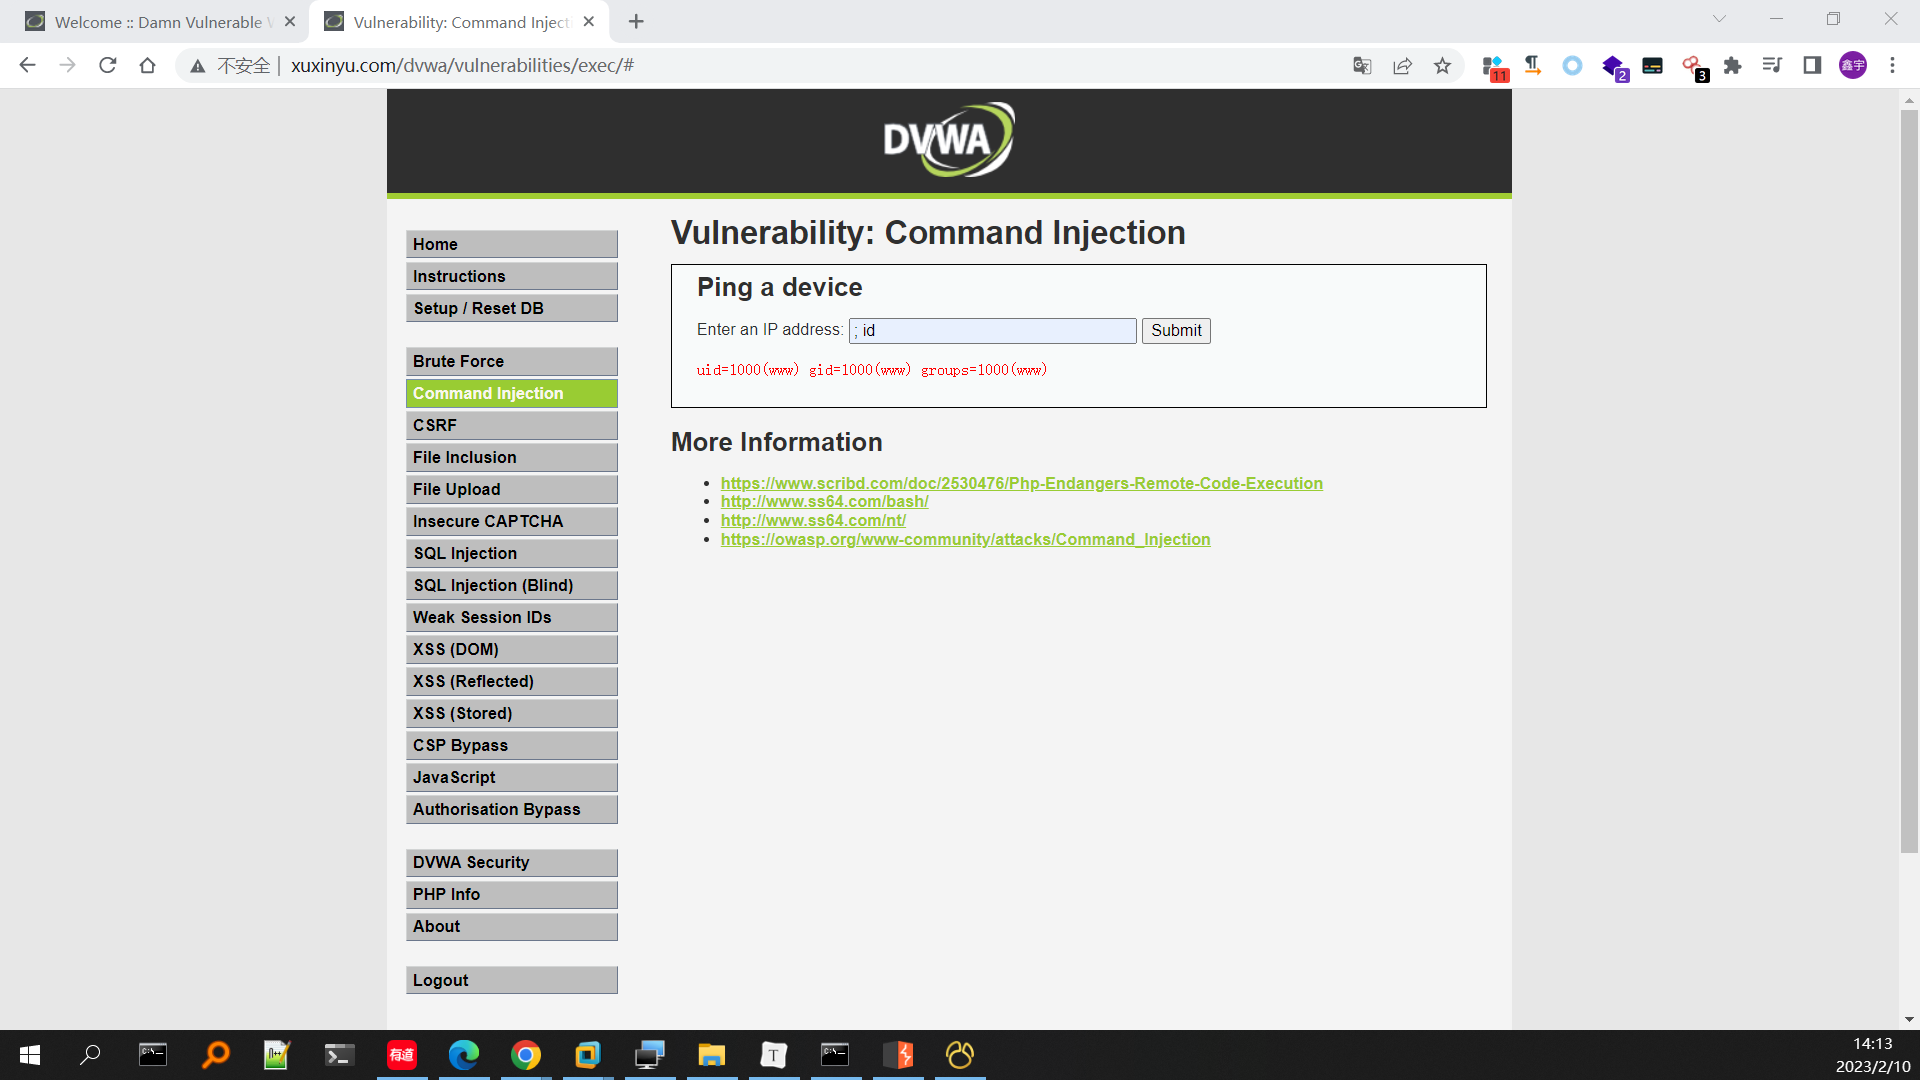 Welcome :: Damn Vulnerable W
Vulnerability: Command Injecti
不安全 | xuxinyu.com/dvwa/vulnerabilities/exec/#
11
2
3
鑫宇
DVWA
Home
Instructions
Setup / Reset DB
Brute Force
Command Injection
CSRF
File Inclusion
File Upload
Insecure CAPTCHA
SQL Injection
SQL Injection (Blind)
Weak Session IDs
XSS (DOM)
XSS (Reflected)
XSS (Stored)
CSP Bypass
JavaScript
Authorisation Bypass
DVWA Security
PHP Info
About
Logout
Vulnerability: Command Injection
Ping a device
Enter an IP address: ; id Submit
uid=1000(www) gid=1000(www) groups=1000(www)
More Information
https://www.scribd.com/doc/2530476/Php-Endangers-Remote-Code-Execution
http://www.ss64.com/bash/
http://www.ss64.com/nt/
https://owasp.org/www-community/attacks/Command_Injection
有道
T
14:13
2023/2/10